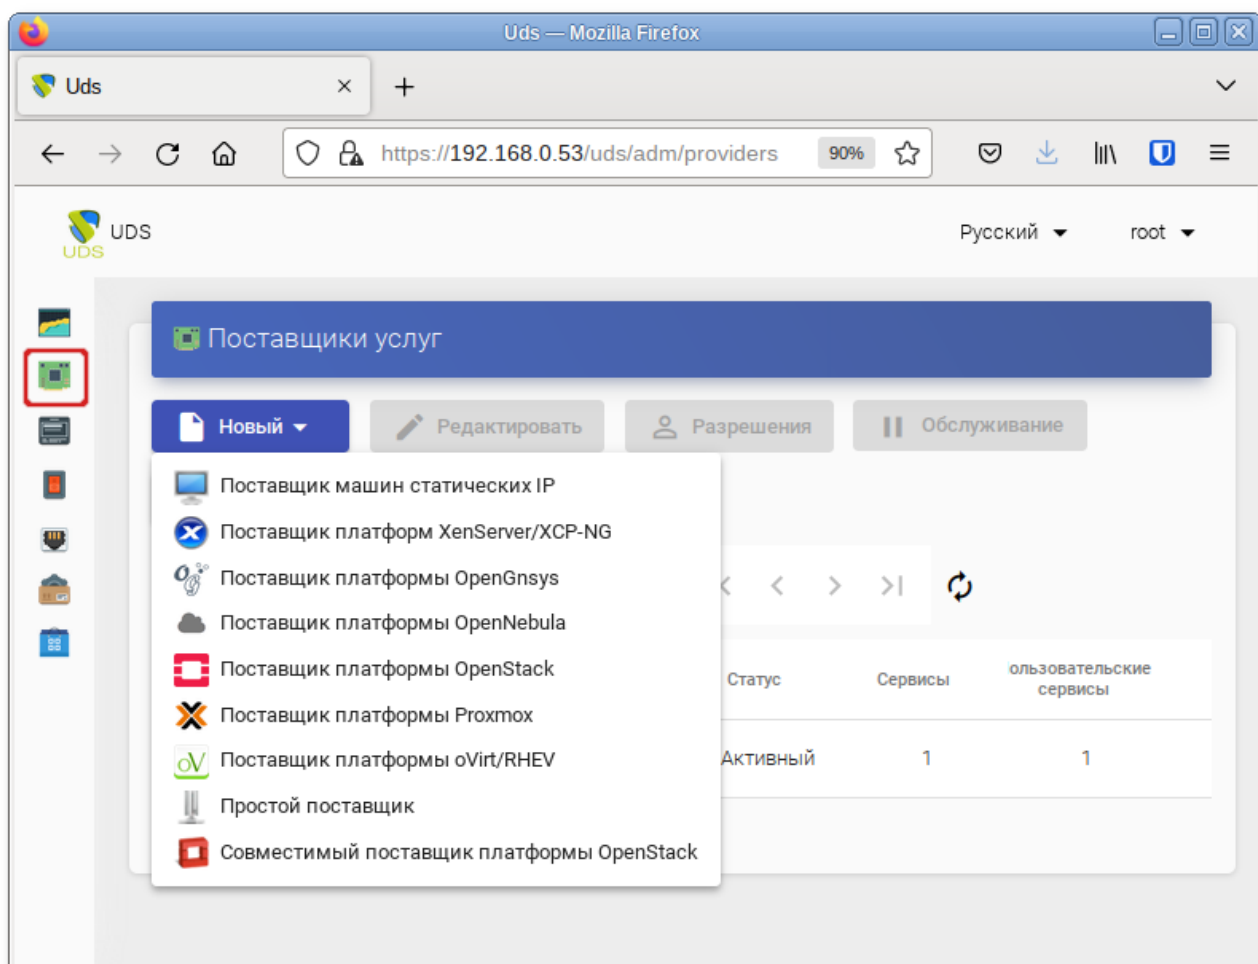 Uds — Mozilla Firefox
Uds
https://192.168.0.53/uds/adm/providers 90%
UDS UDS Русский root
Поставщики услуг
Новый Редактировать Разрешения Обслуживание
Поставщик машин статических IP
Поставщик платформ XenServer/XCP-NG
Поставщик платформы OpenGnsys
Поставщик платформы OpenNebula
Поставщик платформы OpenStack
Поставщик платформы Proxmox
Поставщик платформы oVirt/RHEV
Простой поставщик
Совместимый поставщик платформы OpenStack
Статус Сервисы ользовательские
сервисы
Активный 1 1